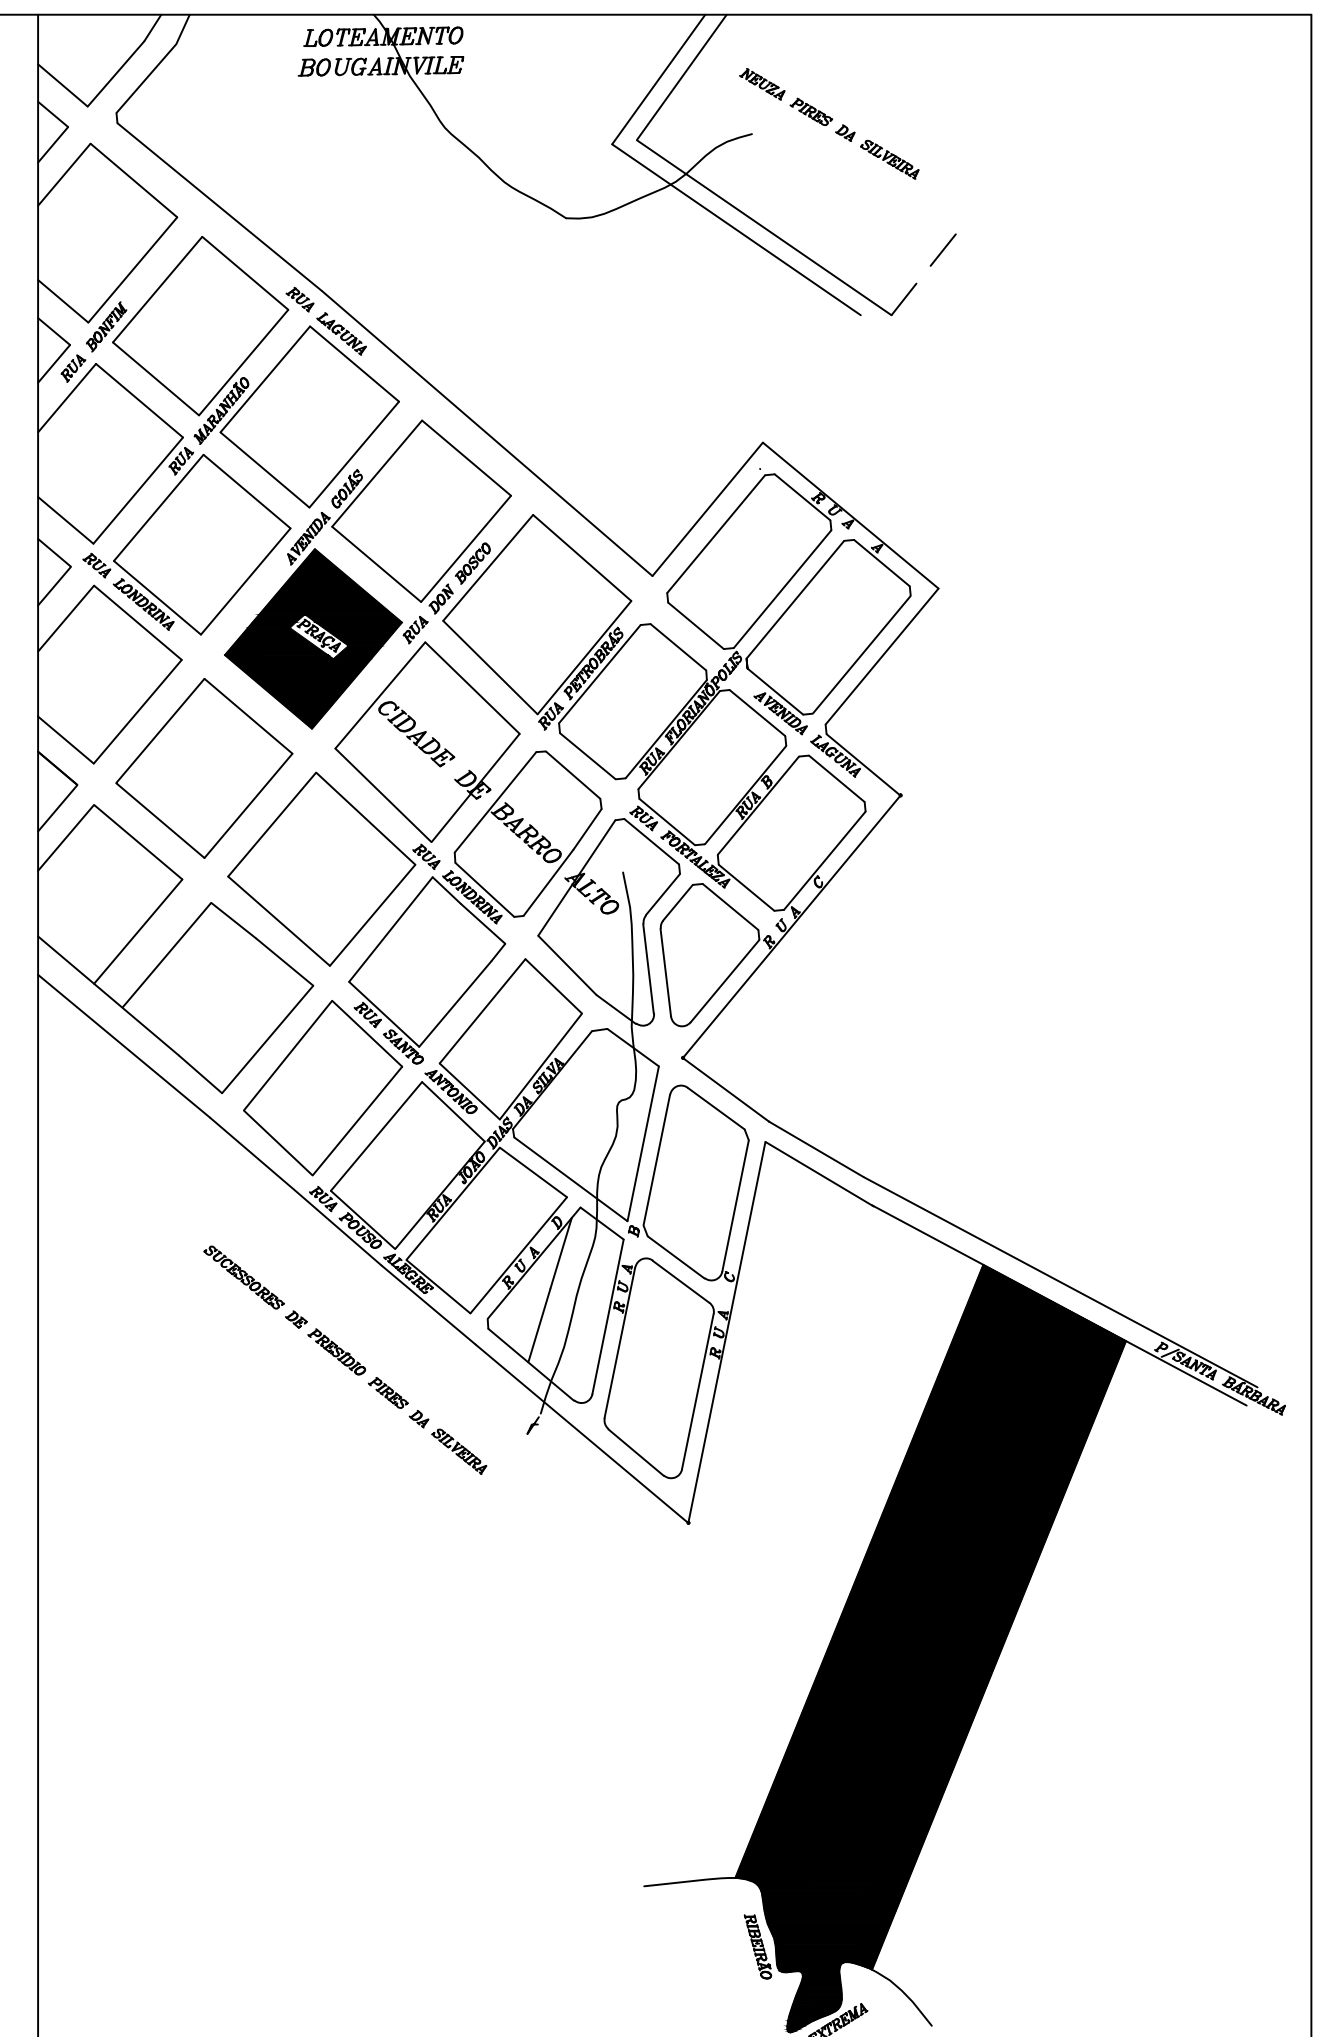 LOTEAMENTO
BOUGAINVILE
NEUZA PIRES DA SILVEIRA
RUA LAGUNA
RUA BONFIM
RUA MARANHÃO
AVENIDA GOIÁS
RUA A
RUA LONDRINA
PRAÇA
RUA DON BOSCO
RUA PETROBRÁS
RUA FLORIANÓPOLIS
AVENIDA LAGUNA
CIDADE DE BARRO ALTO
RUA B
RUA FORTALEZA
RUA C
RUA LONDRINA
RUA SANTO ANTONIO
RUA JOÃO DIAS DA SILVA
RUA POUSO ALEGRE
RUA D
RUA B
RUA C
SUCESSORES DE PRESÍDIO PIRES DA SILVEIRA
P/SANTA BÁRBARA
RIBEIRÃO
EXTREMA